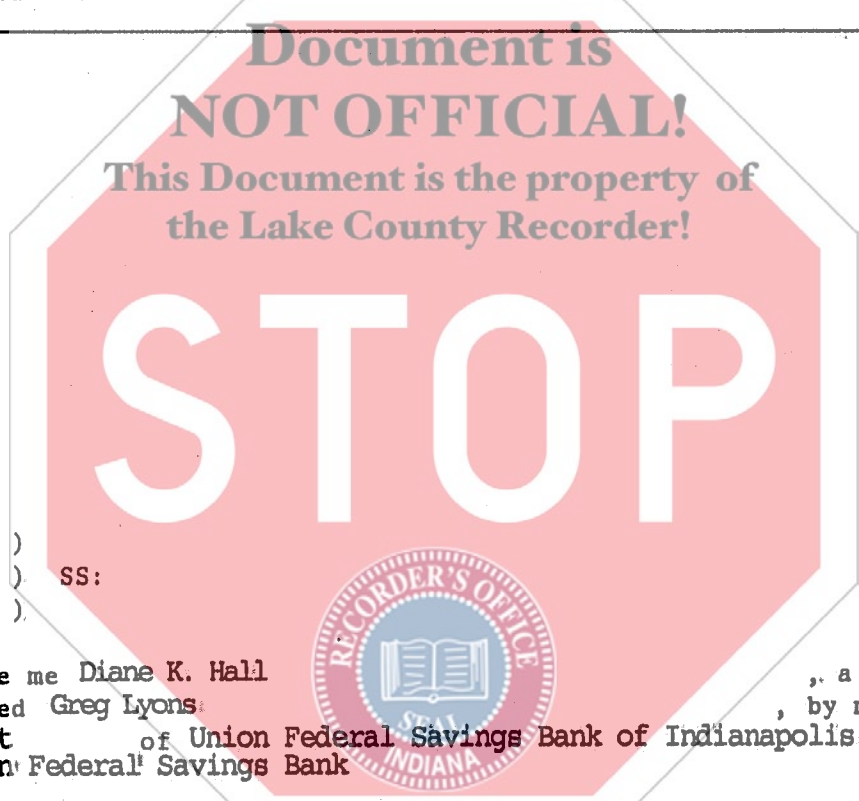 Document is
NOT OFFICIAL!
This Document is the property of
the Lake County Recorder!
STOP
)
) SS:
)
RECORDER'S OFFICE
SEAL
INDIANA
me Diane K. Hall , a
Greg Lyons , by
of Union Federal Savings Bank of Indianapolis
Federal Savings Bank